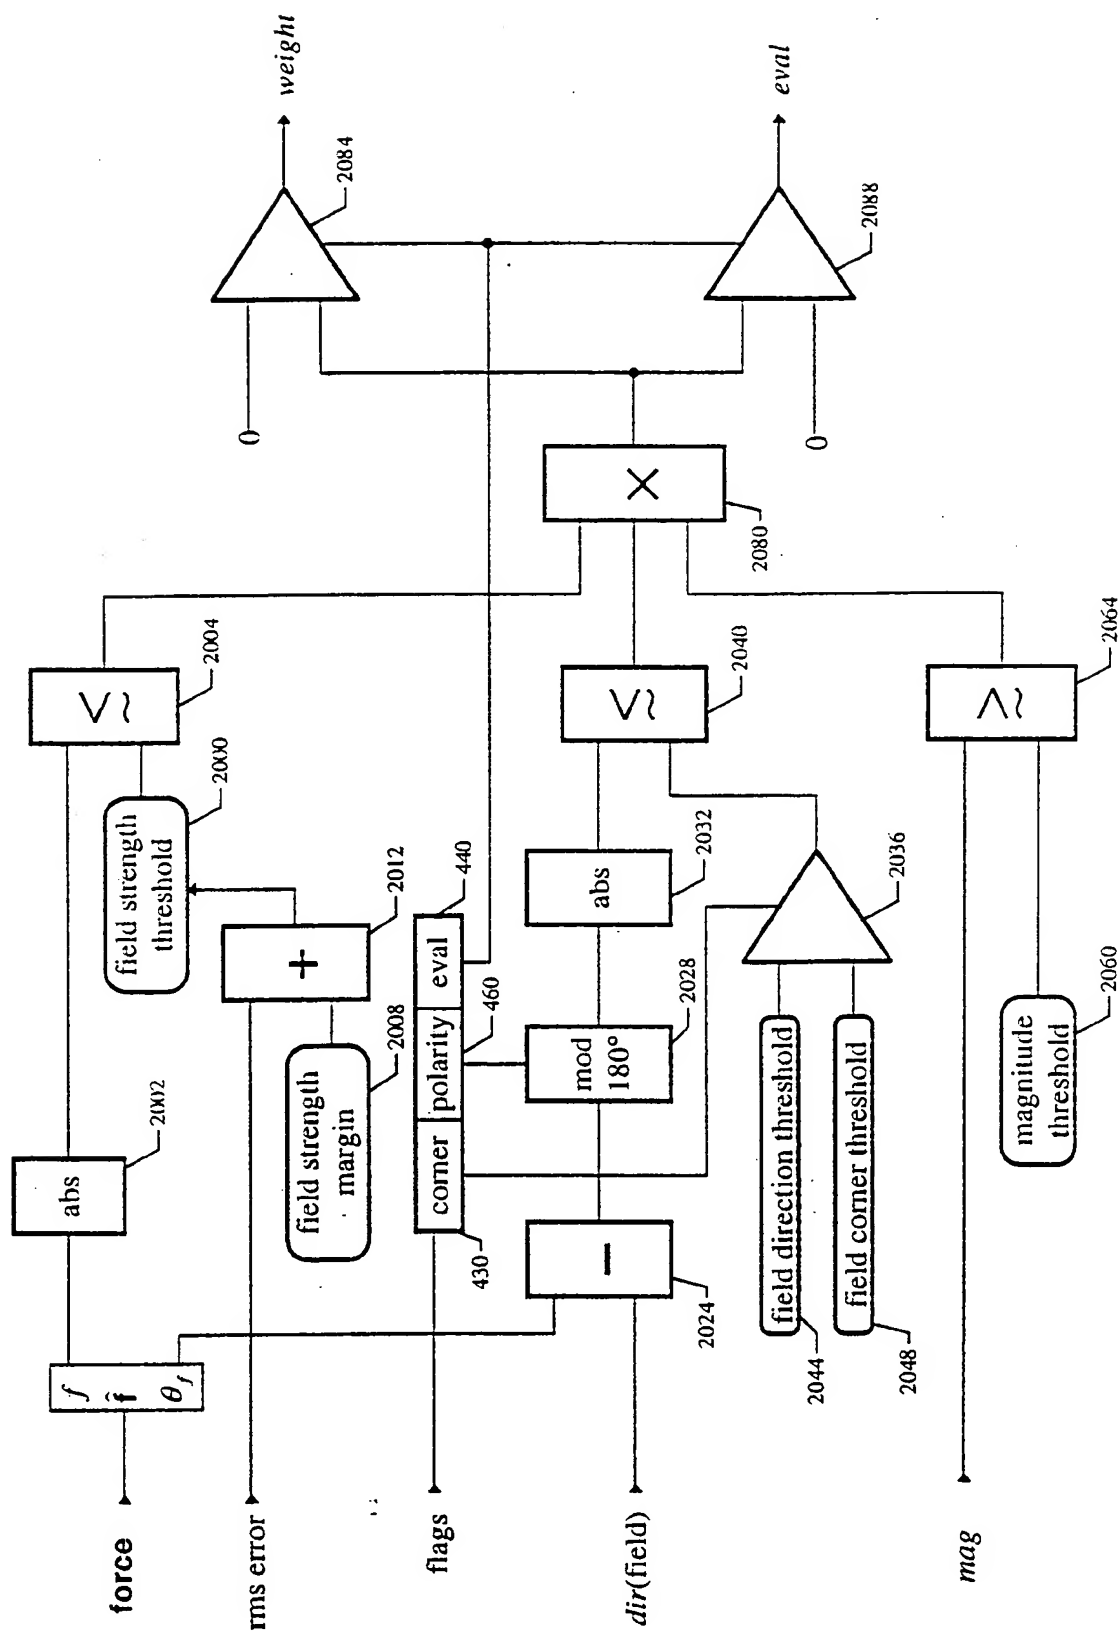 force
f
f̂
θ_f
abs
2002
≲
2004
field strength
threshold
2000
rms error
+
2012
field strength
margin
2008
0
weight
2084
flags
430
corner
polarity
eval
440
460
dir(field)
−
2024
mod
180°
2028
abs
2032
≲
2040
×
2080
field direction threshold
2044
field corner threshold
2048
2036
0
eval
2088
mag
magnitude
threshold
2060
≳
2064